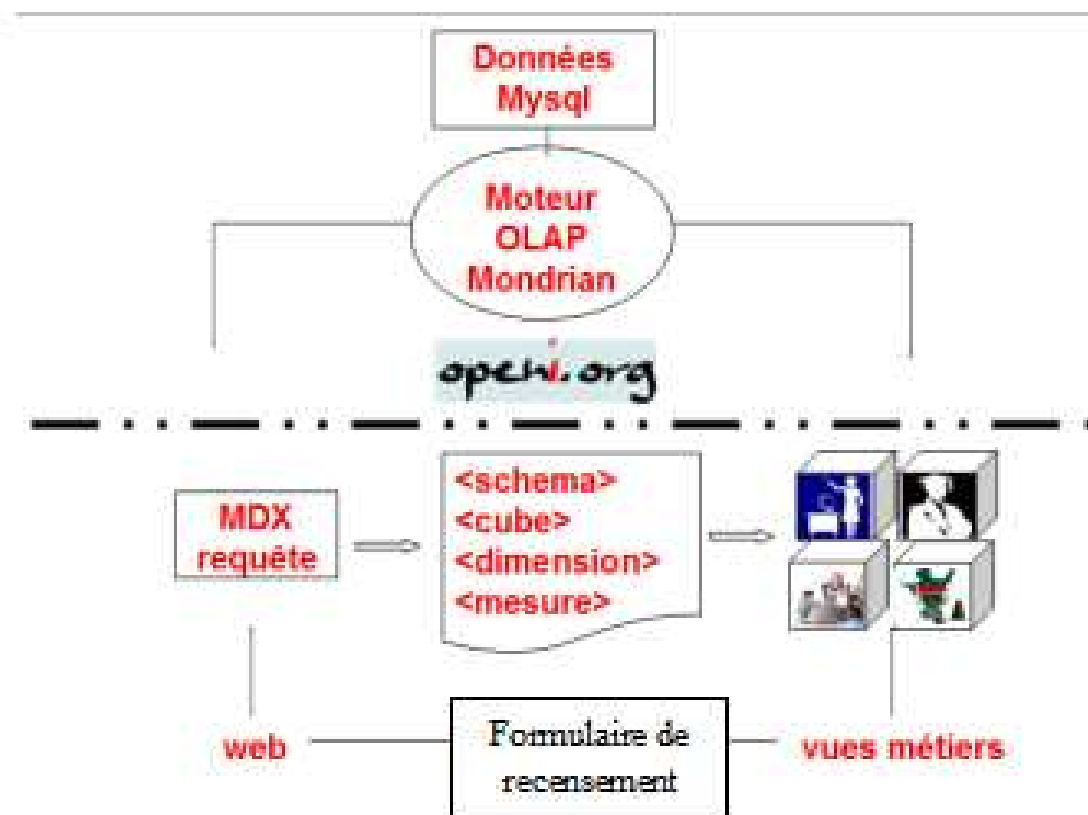 Données
Mysql
Moteur
OLAP
Mondrian
openi.org
MDX
requête
<schema>
<cube>
<dimension>
<mesure>
web
Formulaire de
recensement
vues métiers